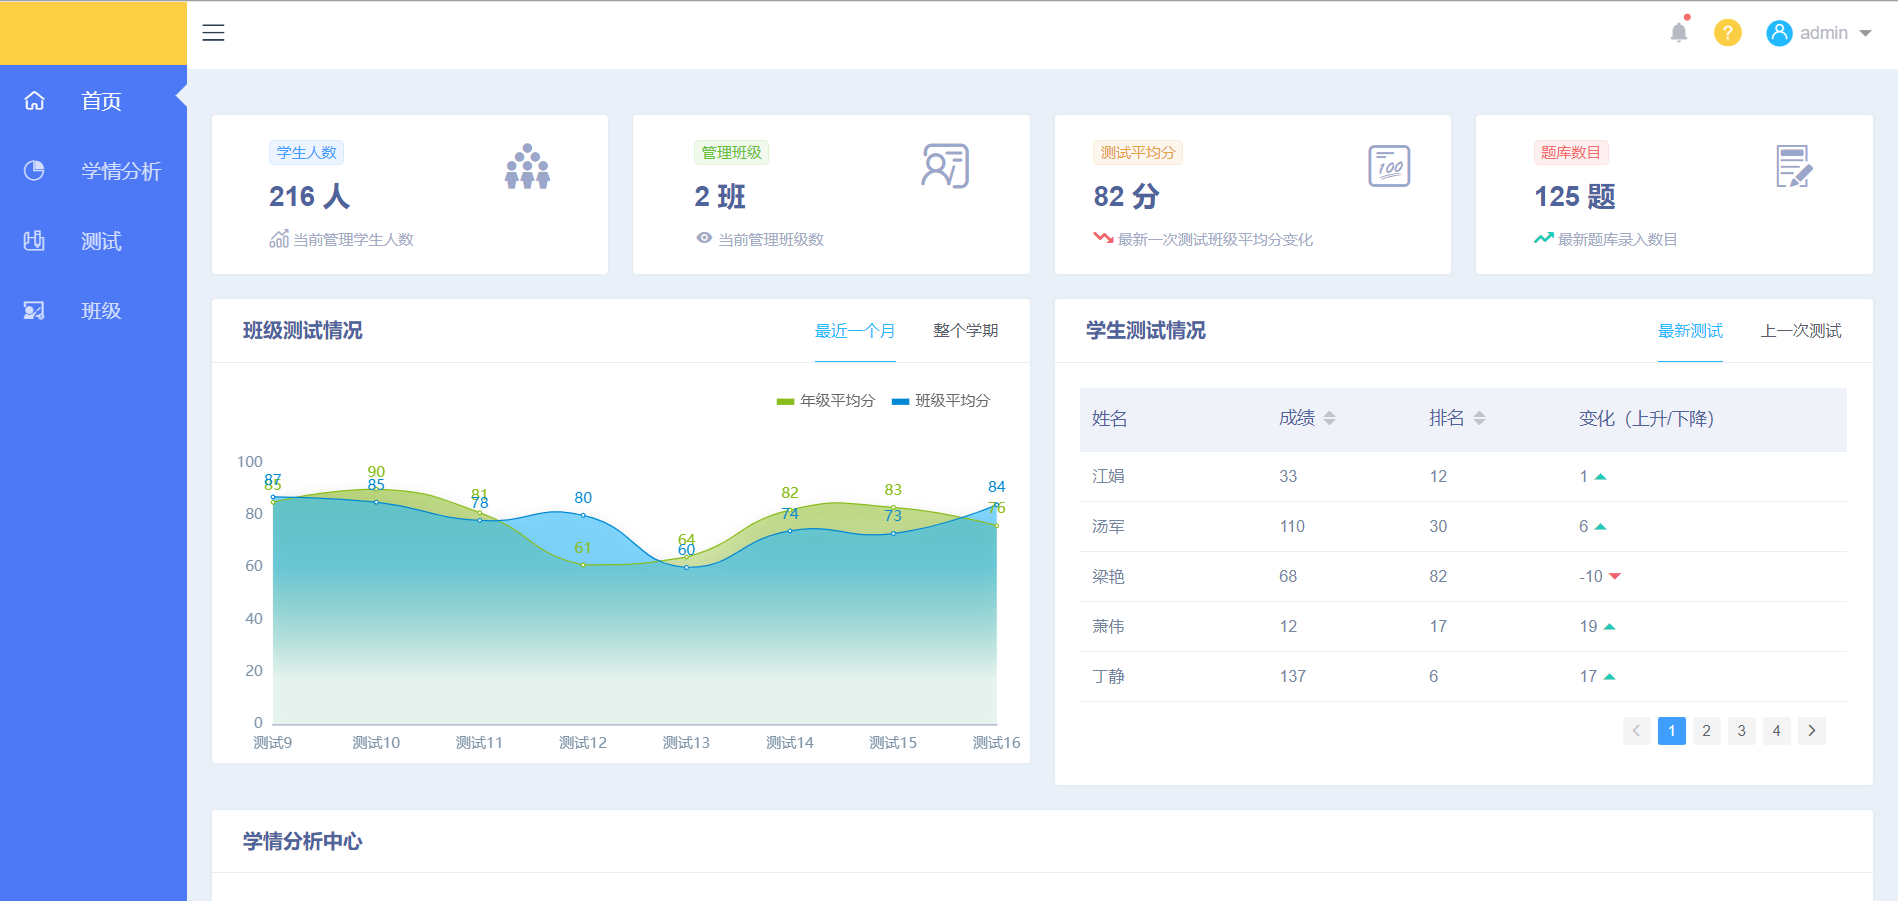 ? admin
首页
学情分析
测试
班级
学生人数
216 人
当前管理学生人数
管理班级
2 班
当前管理班级数
测试平均分
100
82 分
最新一次测试班级平均分变化
题库数目
125 题
最新题库录入数目
班级测试情况 最近一个月 整个学期
年级平均分 班级平均分
100
80
60
40
20
0
85 90 81 61 64 82 83 76
87 85 78 80 60 74 73 84
测试9 测试10 测试11 测试12 测试13 测试14 测试15 测试16
学生测试情况 最新测试 上一次测试
姓名 成绩 排名 变化（上升/下降）
江娟 33 12 1
汤军 110 30 6
梁艳 68 82 -10
萧伟 12 17 19
丁静 137 6 17
1 2 3 4
学情分析中心